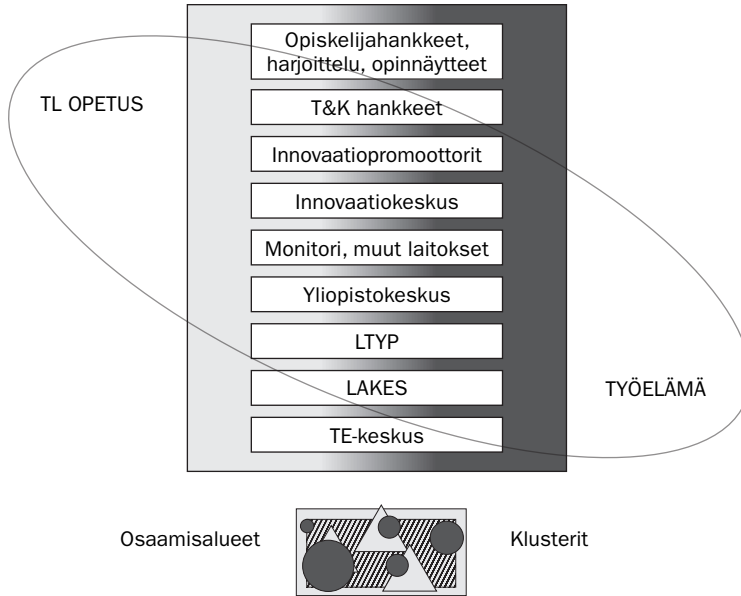 Opiskelijahankkeet,
harjoittelu, opinnäytteet
TL OPETUS
T&K hankkeet
Innovaatiopromoottorit
Innovaatiokeskus
Monitori, muut laitokset
Yliopistokeskus
LTYP
LAKES
TYÖELÄMÄ
TE-keskus
Osaamisalueet
Klusterit